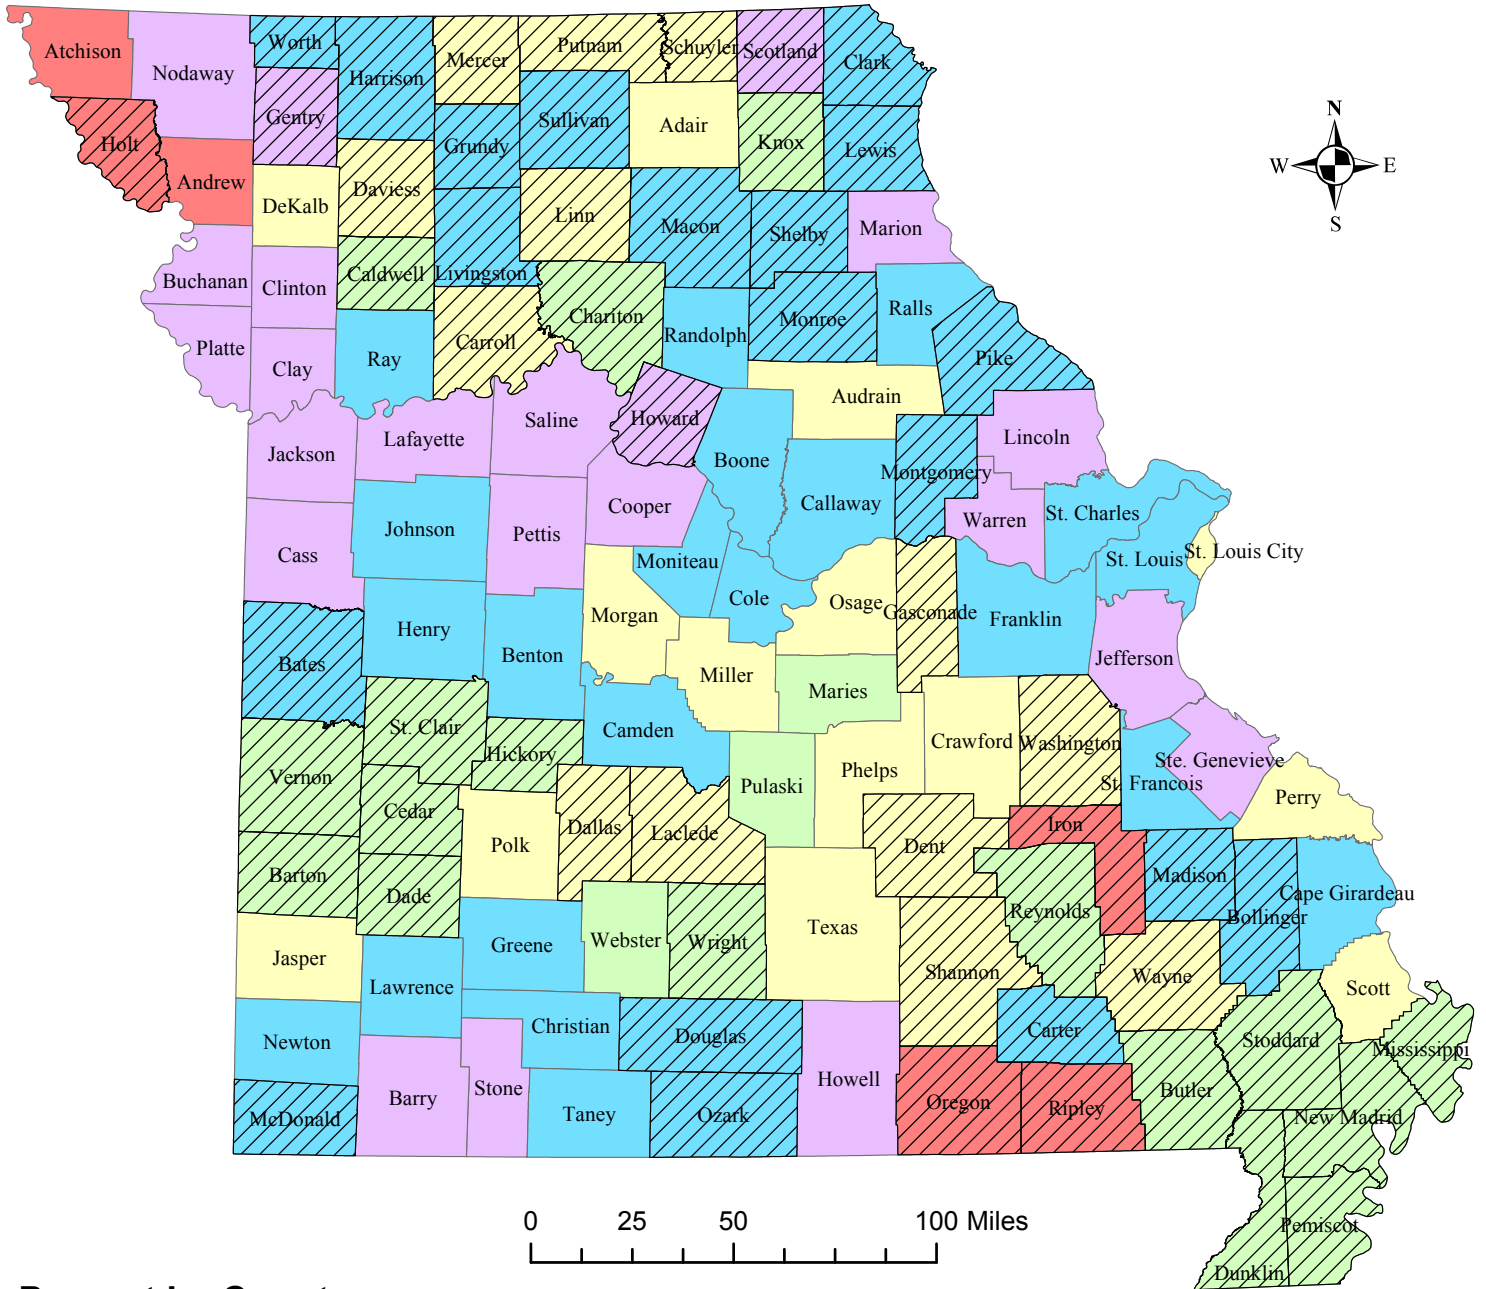 Atchison
Nodaway
Worth
Harrison
Mercer
Putnam
Schuyler
Scotland
Clark
Gentry
Holt
Andrew
DeKalb
Daviess
Grundy
Sullivan
Adair
Knox
Lewis
Linn
Macon
Shelby
Marion
Buchanan
Clinton
Caldwell
Livingston
Chariton
Randolph
Monroe
Ralls
Pike
Platte
Clay
Ray
Carroll
Audrain
Jackson
Lafayette
Saline
Howard
Boone
Callaway
Montgomery
Lincoln
Warren
St. Charles
St. Louis
St. Louis City
Cass
Johnson
Pettis
Cooper
Moniteau
Cole
Osage
Gasconade
Franklin
Jefferson
Bates
Henry
Benton
Morgan
Miller
Maries
Camden
Crawford
Washington
Ste. Genevieve
St. Francois
Perry
Vernon
St. Clair
Hickory
Cedar
Polk
Dallas
Laclede
Pulaski
Phelps
Dent
Iron
Madison
Bollinger
Cape Girardeau
Barton
Dade
Greene
Webster
Wright
Texas
Reynolds
Shannon
Wayne
Scott
Jasper
Lawrence
Newton
Christian
Douglas
Carter
Stoddard
Mississippi
McDonald
Barry
Stone
Taney
Ozark
Howell
Oregon
Ripley
Butler
New Madrid
Pemiscot
Dunklin
N
W
E
S
0 25 50 100 Miles